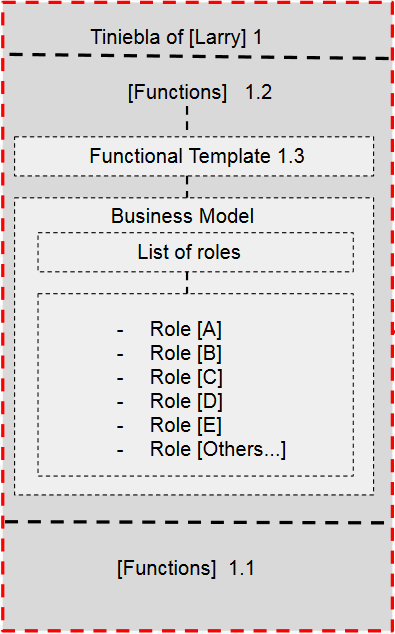 Tiniebla of [Larry] 1
[Functions] 1.2
Functional Template 1.3
Business Model
List of roles
- Role [A]
- Role [B]
- Role [C]
- Role [D]
- Role [E]
- Role [Others...]
[Functions] 1.1